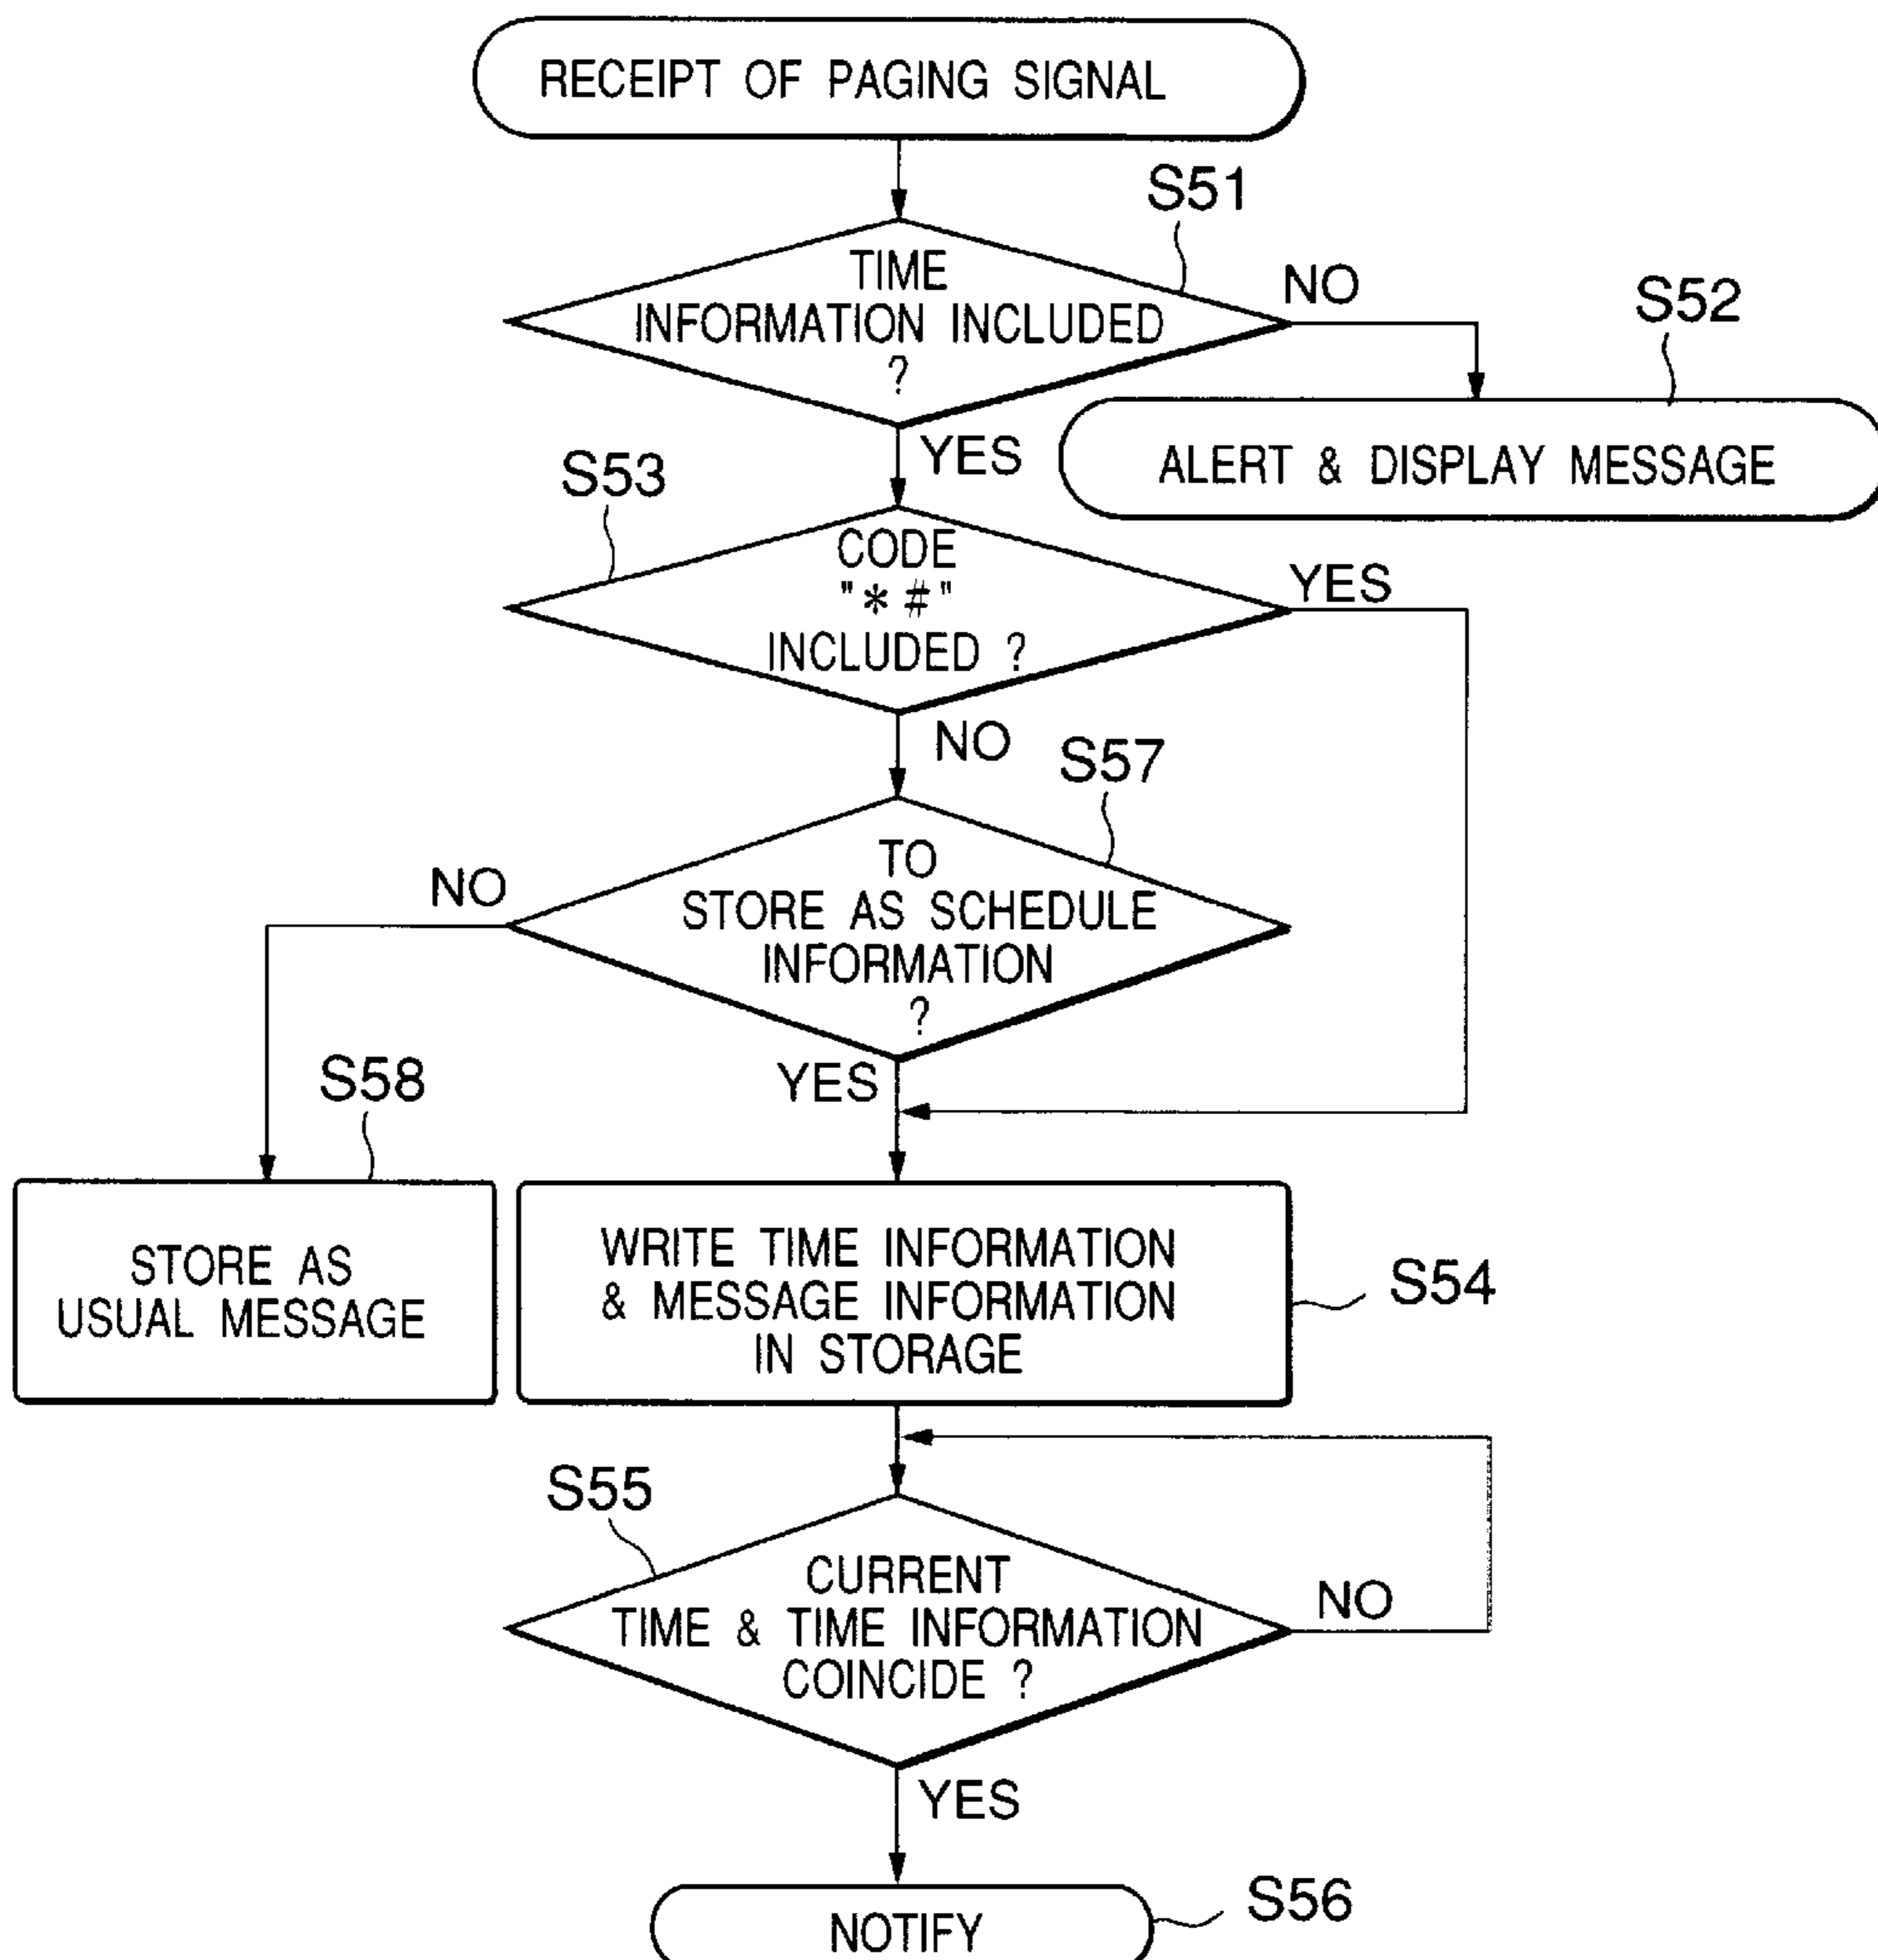 RECEIPT OF PAGING SIGNAL
S51
TIME
INFORMATION INCLUDED
?
NO
S52
YES
ALERT & DISPLAY MESSAGE
S53
CODE
"*#"
INCLUDED ?
YES
NO
S57
TO
STORE AS SCHEDULE
INFORMATION
?
NO
YES
S58
STORE AS
USUAL MESSAGE
WRITE TIME INFORMATION
& MESSAGE INFORMATION
IN STORAGE
S54
S55
CURRENT
TIME & TIME INFORMATION
COINCIDE ?
NO
YES
S56
NOTIFY